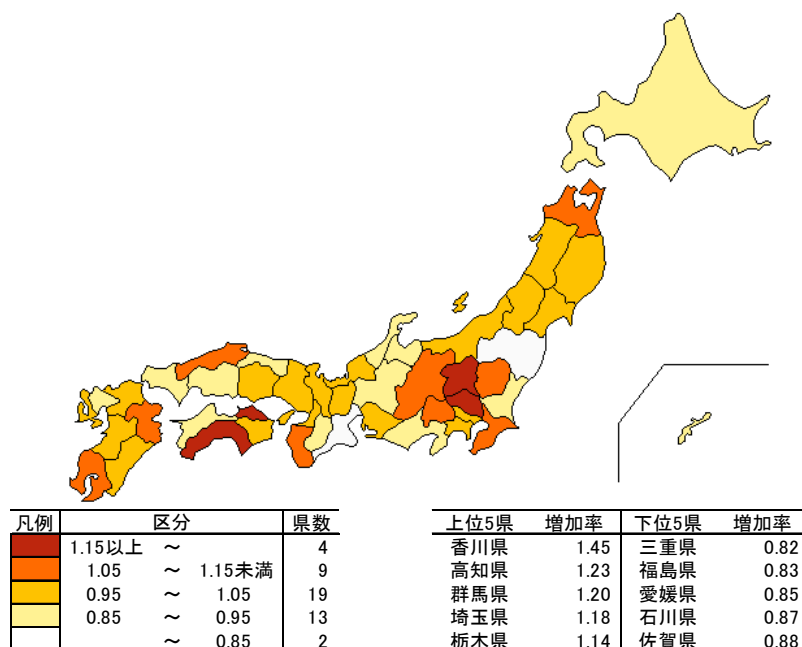 凡例 区分 県数
1.15以上 ～ 4
1.05 ～ 1.15未満 9
0.95 ～ 1.05 19
0.85 ～ 0.95 13
～ 0.85 2
上位5県 増加率 下位5県 増加率
香川県 1.45 三重県 0.82
高知県 1.23 福島県 0.83
群馬県 1.20 愛媛県 0.85
埼玉県 1.18 石川県 0.87
栃木県 1.14 佐賀県 0.88